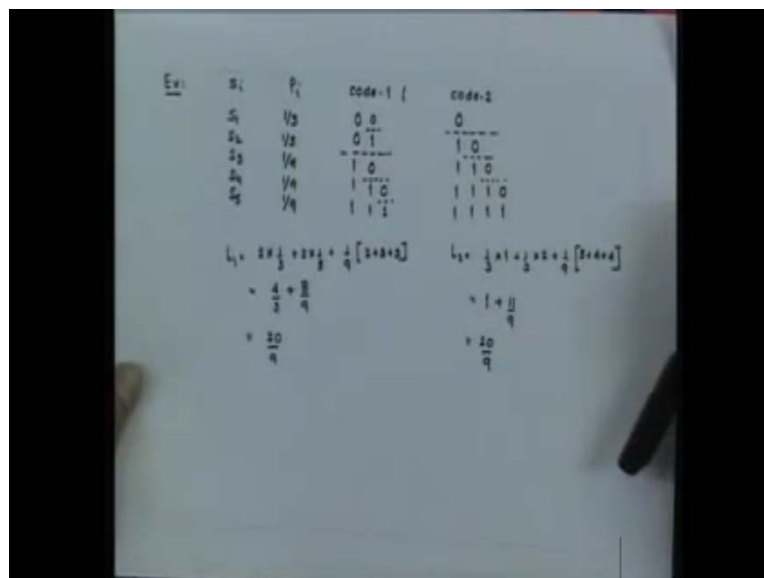 Ex: Si Pi code-1 code-2
S1 1/3 0 0 0
S2 1/3 0 1 1 0
S3 1/9 1 0 1 1 0
S4 1/9 1 1 0 1 1 1 0
S5 1/9 1 1 1 1 1 1 1
L1 = 2 × 1/3 + 2 × 1/3 + 1/9 [2+3+3] L2 = 1/3 × 1 + 1/3 × 2 + 1/9 [3+4+4]
= 4/3 + 8/9 = 1 + 11/9
= 20/9 = 20/9